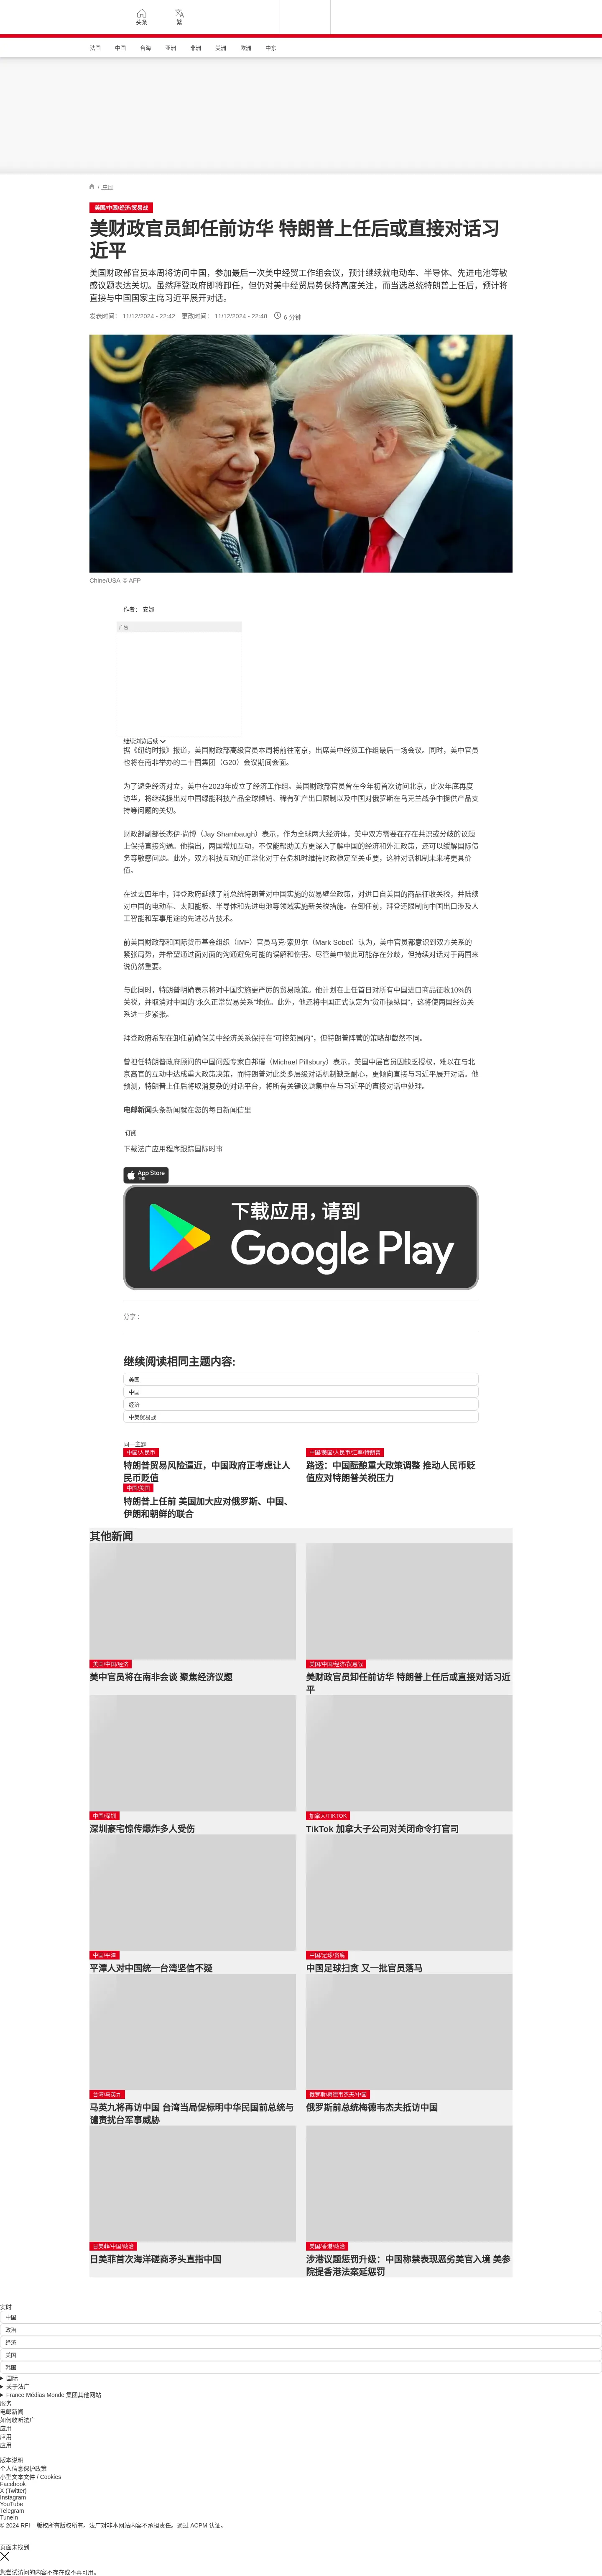 头条
繁
法国
中国
台海
亚洲
非洲
美洲
欧洲
中东
/ 中国
美国/中国/经济/贸易战
美财政官员卸任前访华 特朗普上任后或直接对话习
近平
美国财政部官员本周将访问中国，参加最后一次美中经贸工作组会议，预计继续就电动车、半导体、先进电池等敏
感议题表达关切。虽然拜登政府即将卸任，但仍对美中经贸局势保持高度关注，而当选总统特朗普上任后，预计将
直接与中国国家主席习近平展开对话。
发表时间： 11/12/2024 - 22:42 更改时间： 11/12/2024 - 22:48 6 分钟
Chine/USA © AFP
作者： 安娜
广告
继续浏览后续
据《纽约时报》报道，美国财政部高级官员本周将前往南京，出席美中经贸工作组最后一场会议。同时，美中官员
也将在南非举办的二十国集团（G20）会议期间会面。
为了避免经济对立，美中在2023年成立了经济工作组。美国财政部官员曾在今年初首次访问北京，此次年底再度
访华，将继续提出对中国绿能科技产品全球倾销、稀有矿产出口限制以及中国对俄罗斯在乌克兰战争中提供产品支
持等问题的关切。
财政部副部长杰伊·尚博（Jay Shambaugh）表示，作为全球两大经济体，美中双方需要在存在共识或分歧的议题
上保持直接沟通。他指出，两国增加互动，不仅能帮助美方更深入了解中国的经济和外汇政策，还可以缓解国际债
务等敏感问题。此外，双方科技互动的正常化对于在危机时维持财政稳定至关重要，这种对话机制未来将更具价
值。
在过去四年中，拜登政府延续了前总统特朗普对中国实施的贸易壁垒政策，对进口自美国的商品征收关税，并陆续
对中国的电动车、太阳能板、半导体和先进电池等领域实施新关税措施。在卸任前，拜登还限制向中国出口涉及人
工智能和军事用途的先进芯片技术。
前美国财政部和国际货币基金组织（IMF）官员马克·索贝尔（Mark Sobel）认为，美中官员都意识到双方关系的
紧张局势，并希望通过面对面的沟通避免可能的误解和伤害。尽管美中彼此可能存在分歧，但持续对话对于两国来
说仍然重要。
与此同时，特朗普明确表示将对中国实施更严厉的贸易政策。他计划在上任首日对所有中国进口商品征收10%的
关税，并取消对中国的“永久正常贸易关系”地位。此外，他还将中国正式认定为“货币操纵国”，这将使两国经贸关
系进一步紧张。
拜登政府希望在卸任前确保美中经济关系保持在“可控范围内”，但特朗普阵营的策略却截然不同。
曾担任特朗普政府顾问的中国问题专家白邦瑞（Michael Pillsbury）表示，美国中层官员因缺乏授权，难以在与北
京高官的互动中达成重大政策决策，而特朗普对此类多层级对话机制缺乏耐心，更倾向直接与习近平展开对话。他
预测，特朗普上任后将取消复杂的对话平台，将所有关键议题集中在与习近平的直接对话中处理。
电邮新闻头条新闻就在您的每日新闻信里
订阅
下载法广应用程序跟踪国际时事
App Store
下载
下载应用，请到
Google Play
分享 :
继续阅读相同主题内容:
美国
中国
经济
中美贸易战
同一主题
中国/人民币
特朗普贸易风险逼近，中国政府正考虑让人
民币贬值
中国/美国/人民币/汇率/特朗普
路透：中国酝酿重大政策调整 推动人民币贬
值应对特朗普关税压力
中国/美国
特朗普上任前 美国加大应对俄罗斯、中国、
伊朗和朝鲜的联合
其他新闻
美国/中国/经济
美中官员将在南非会谈 聚焦经济议题
美国/中国/经济/贸易战
美财政官员卸任前访华 特朗普上任后或直接对话习近
平
中国/深圳
深圳豪宅惊传爆炸多人受伤
加拿大/TIKTOK
TikTok 加拿大子公司对关闭命令打官司
中国/平潭
平潭人对中国统一台湾坚信不疑
中国/足球/贪腐
中国足球扫贪 又一批官员落马
台湾/马英九
马英九将再访中国 台湾当局促标明中华民国前总统与
谴责扰台军事威胁
俄罗斯/梅德韦杰夫/中国
俄罗斯前总统梅德韦杰夫抵访中国
日美菲/中国/政治
日美菲首次海洋磋商矛头直指中国
美国/香港/政治
涉港议题惩罚升级：中国称禁表现恶劣美官入境 美参
院提香港法案延惩罚
实时
中国
政治
经济
美国
韩国
国际
关于法广
France Médias Monde 集团其他网站
服务
电邮新闻
如何收听法广
应用
应用
应用
版本说明
个人信息保护政策
小型文本文件 / Cookies
Facebook
X (Twitter)
Instagram
YouTube
Telegram
TuneIn
© 2024 RFI – 版权所有版权所有。法广对非本网站内容不承担责任。通过 ACPM 认证。
页面未找到
您尝试访问的内容不存在或不再可用。